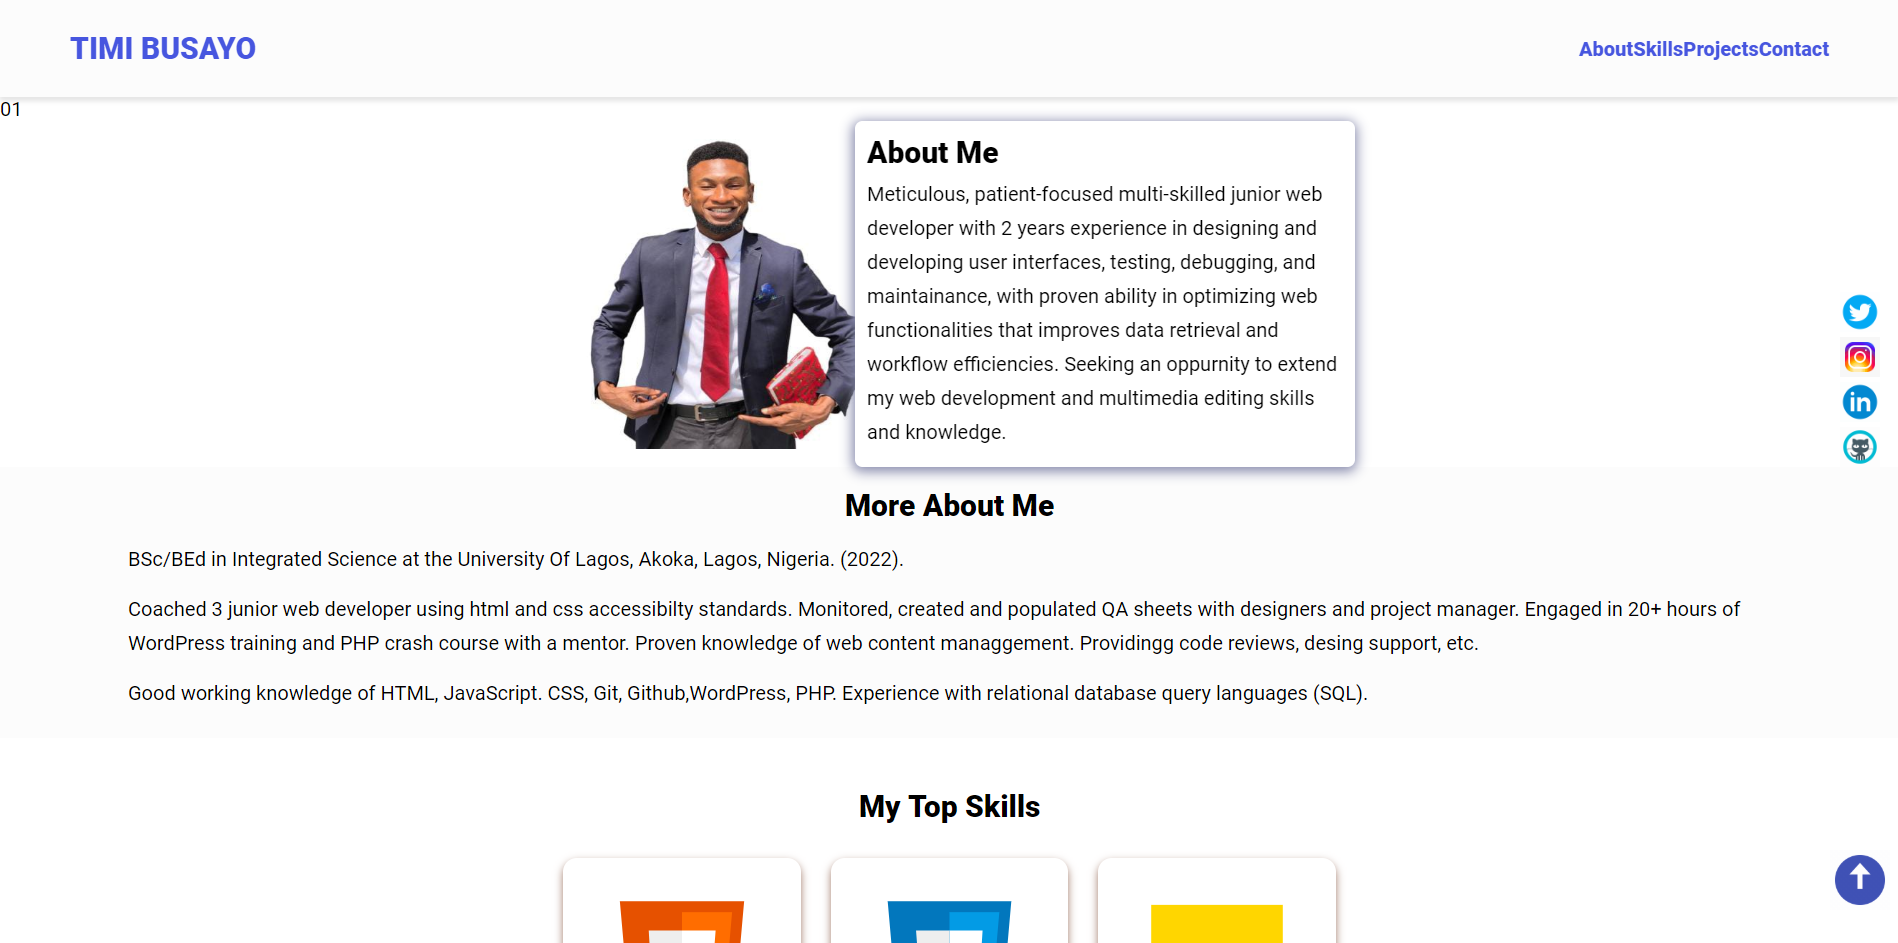 TIMI BUSAYO
AboutSkillsProjectsContact
01
About Me
Meticulous, patient-focused multi-skilled junior web
developer with 2 years experience in designing and
developing user interfaces, testing, debugging, and
maintainance, with proven ability in optimizing web
functionalities that improves data retrieval and
workflow efficiencies. Seeking an oppurnity to extend
my web development and multimedia editing skills
and knowledge.
in
More About Me
BSc/BEd in Integrated Science at the University Of Lagos, Akoka, Lagos, Nigeria. (2022).
Coached 3 junior web developer using html and css accessibilty standards. Monitored, created and populated QA sheets with designers and project manager. Engaged in 20+ hours of
WordPress training and PHP crash course with a mentor. Proven knowledge of web content managgement. Providingg code reviews, desing support, etc.
Good working knowledge of HTML, JavaScript. CSS, Git, Github,WordPress, PHP. Experience with relational database query languages (SQL).
My Top Skills